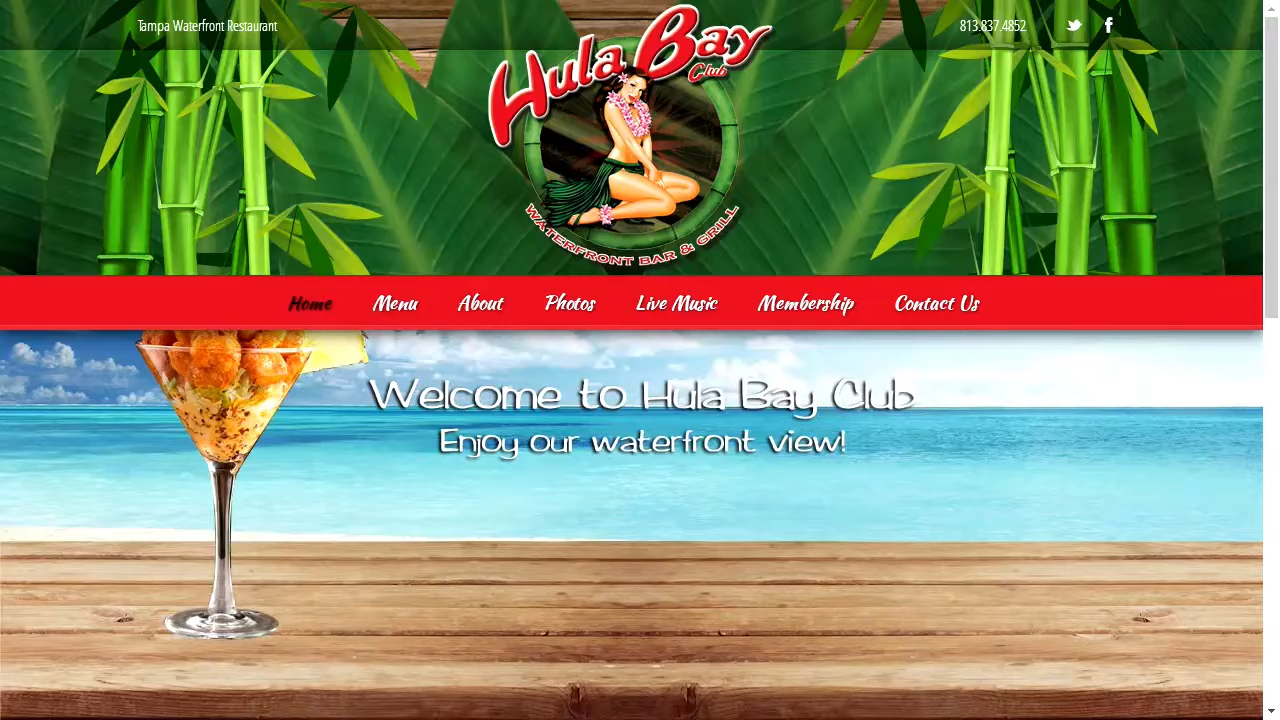 Tampa Waterfront Restaurant
813.837.4852
Hula Bay
Club
WATERFRONT BAR & GRILL
Home Menu About Photos Live Music Membership Contact Us
Welcome to Hula Bay Club
Enjoy our waterfront view!